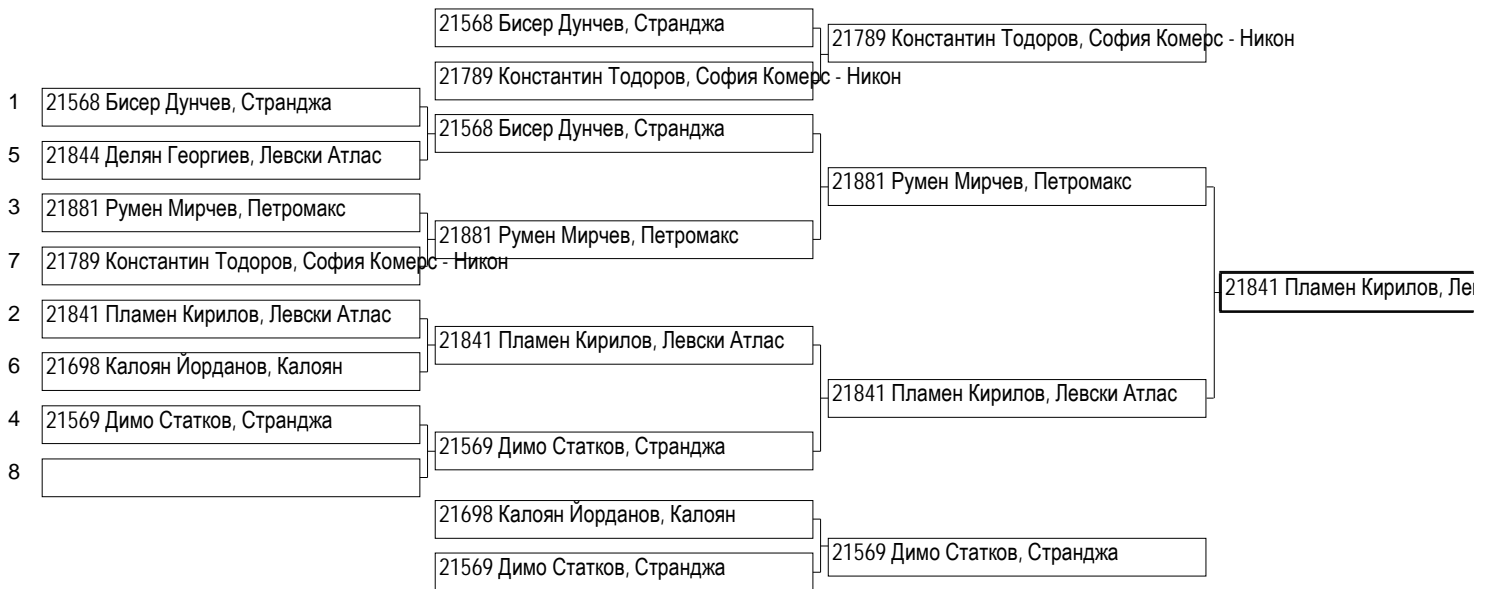 21568 Бисер Дунчев, Странджа
21789 Константин Тодоров, София Комерс - Никон
21789 Константин Тодоров, София Комерс - Никон
1 21568 Бисер Дунчев, Странджа
21568 Бисер Дунчев, Странджа
5 21844 Делян Георгиев, Левски Атлас
21881 Румен Мирчев, Петромакс
3 21881 Румен Мирчев, Петромакс
21881 Румен Мирчев, Петромакс
7 21789 Константин Тодоров, София Комерс - Никон
21841 Пламен Кирилов,
2 21841 Пламен Кирилов, Левски Атлас
21841 Пламен Кирилов, Левски Атлас
6 21698 Калоян Йорданов, Калоян
21841 Пламен Кирилов, Левски Атлас
4 21569 Димо Статков, Странджа
21569 Димо Статков, Странджа
8
21698 Калоян Йорданов, Калоян
21569 Димо Статков, Странджа
21569 Димо Статков, Странджа